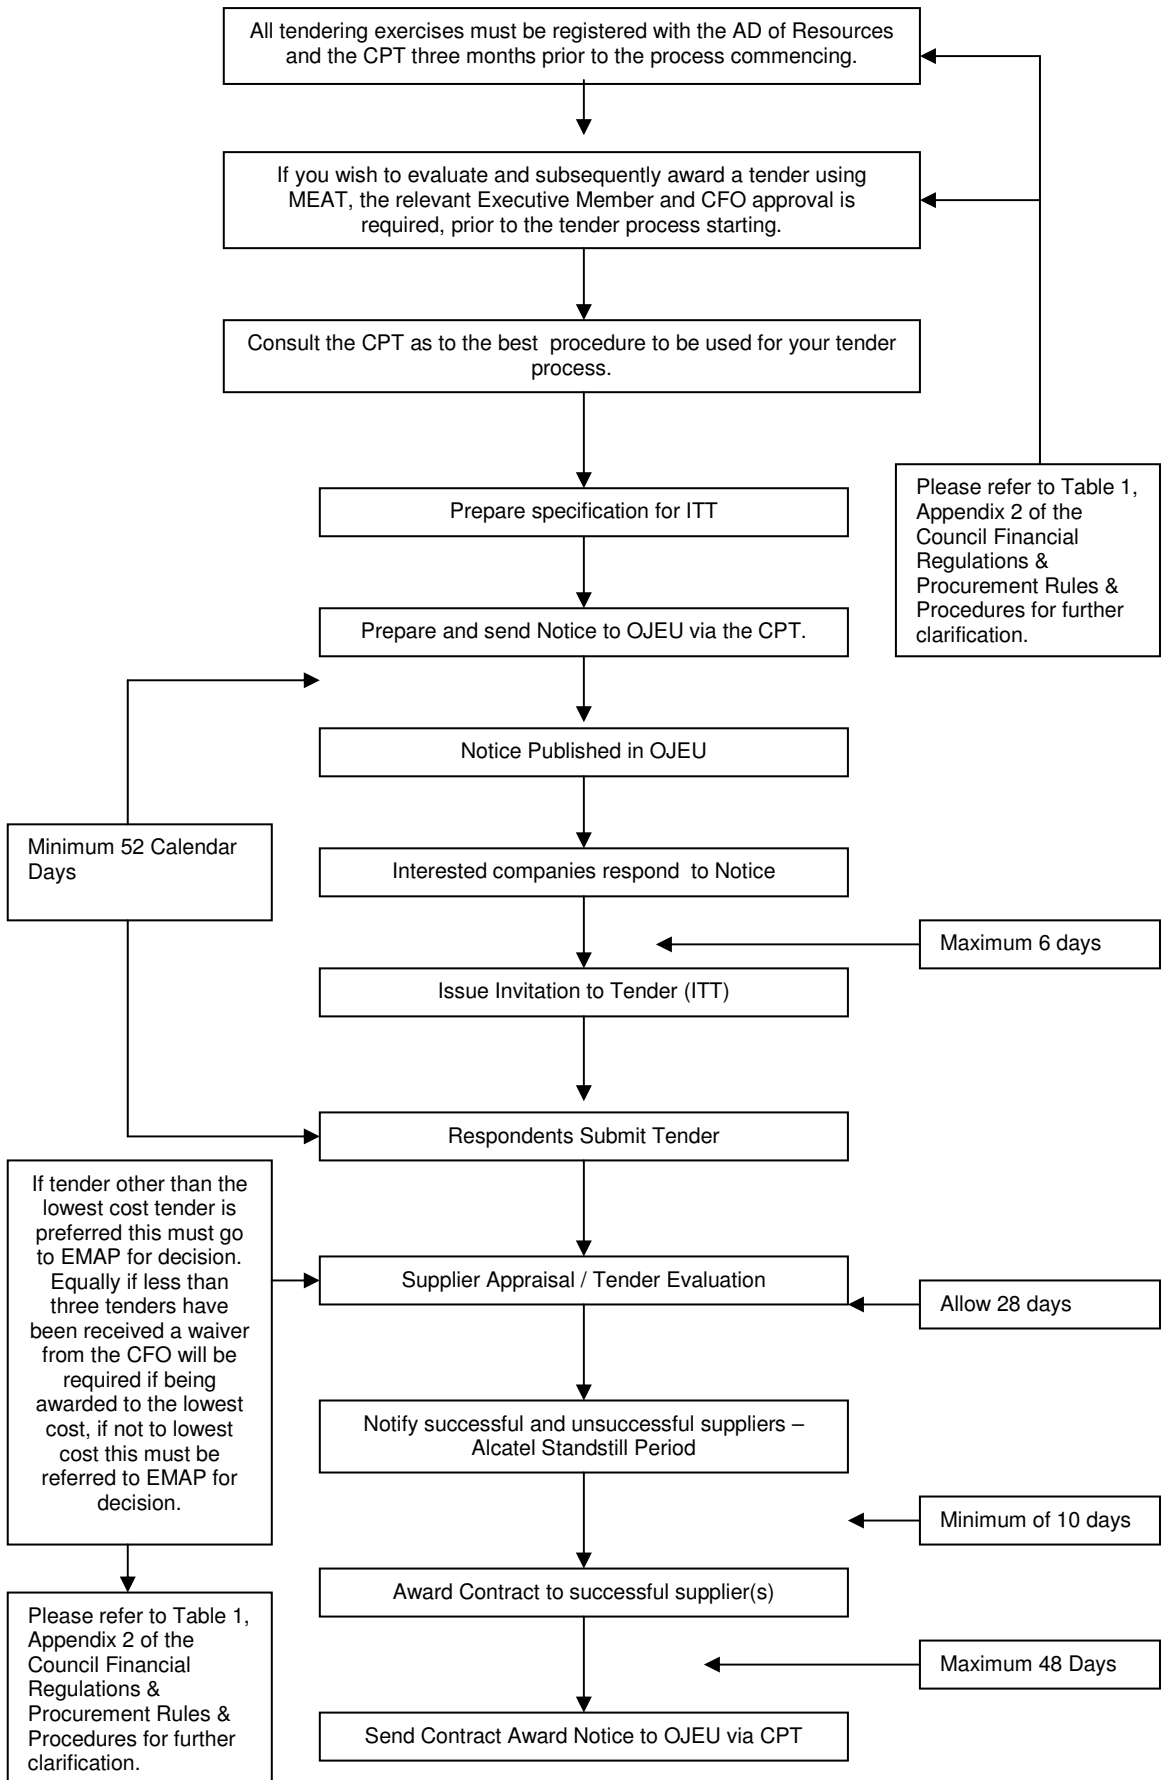 All tendering exercises must be registered with the AD of Resources
and the CPT three months prior to the process commencing.
If you wish to evaluate and subsequently award a tender using
MEAT, the relevant Executive Member and CFO approval is
required, prior to the tender process starting.
Consult the CPT as to the best  procedure to be used for your tender
process.
Please refer to Table 1,
Appendix 2 of the
Council Financial
Regulations &
Procurement Rules &
Procedures for further
clarification.
Prepare specification for ITT
Prepare and send Notice to OJEU via the CPT.
Notice Published in OJEU
Minimum 52 Calendar
Days
Interested companies respond  to Notice
Maximum 6 days
Issue Invitation to Tender (ITT)
Respondents Submit Tender
If tender other than the
lowest cost tender is
preferred this must go
to EMAP for decision.
Equally if less than
three tenders have
been received a waiver
from the CFO will be
required if being
awarded to the lowest
cost, if not to lowest
cost this must be
referred to EMAP for
decision.
Supplier Appraisal / Tender Evaluation
Allow 28 days
Notify successful and unsuccessful suppliers –
Alcatel Standstill Period
Minimum of 10 days
Award Contract to successful supplier(s)
Please refer to Table 1,
Appendix 2 of the
Council Financial
Regulations &
Procurement Rules &
Procedures for further
clarification.
Maximum 48 Days
Send Contract Award Notice to OJEU via CPT